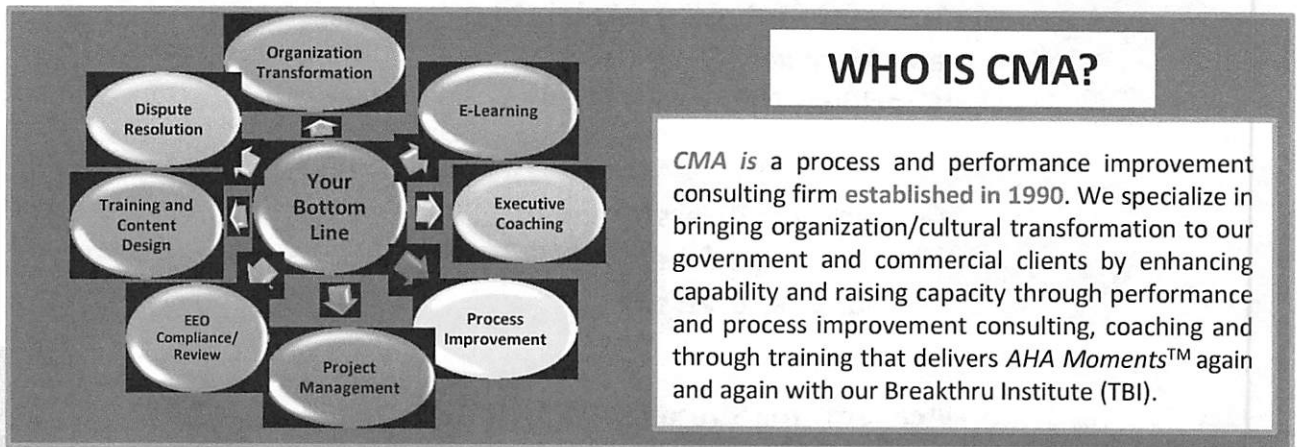 Organization
Transformation
E-Learning
Executive
Coaching
Process
Improvement
Project
Management
EEO
Compliance/
Review
Training and
Content
Design
Dispute
Resolution
Your
Bottom
Line
WHO IS CMA?
CMA is a process and performance improvement
consulting firm established in 1990. We specialize in
bringing organization/cultural transformation to our
government and commercial clients by enhancing
capability and raising capacity through performance
and process improvement consulting, coaching and
through training that delivers AHA Moments™ again
and again with our Breakthru Institute (TBI).